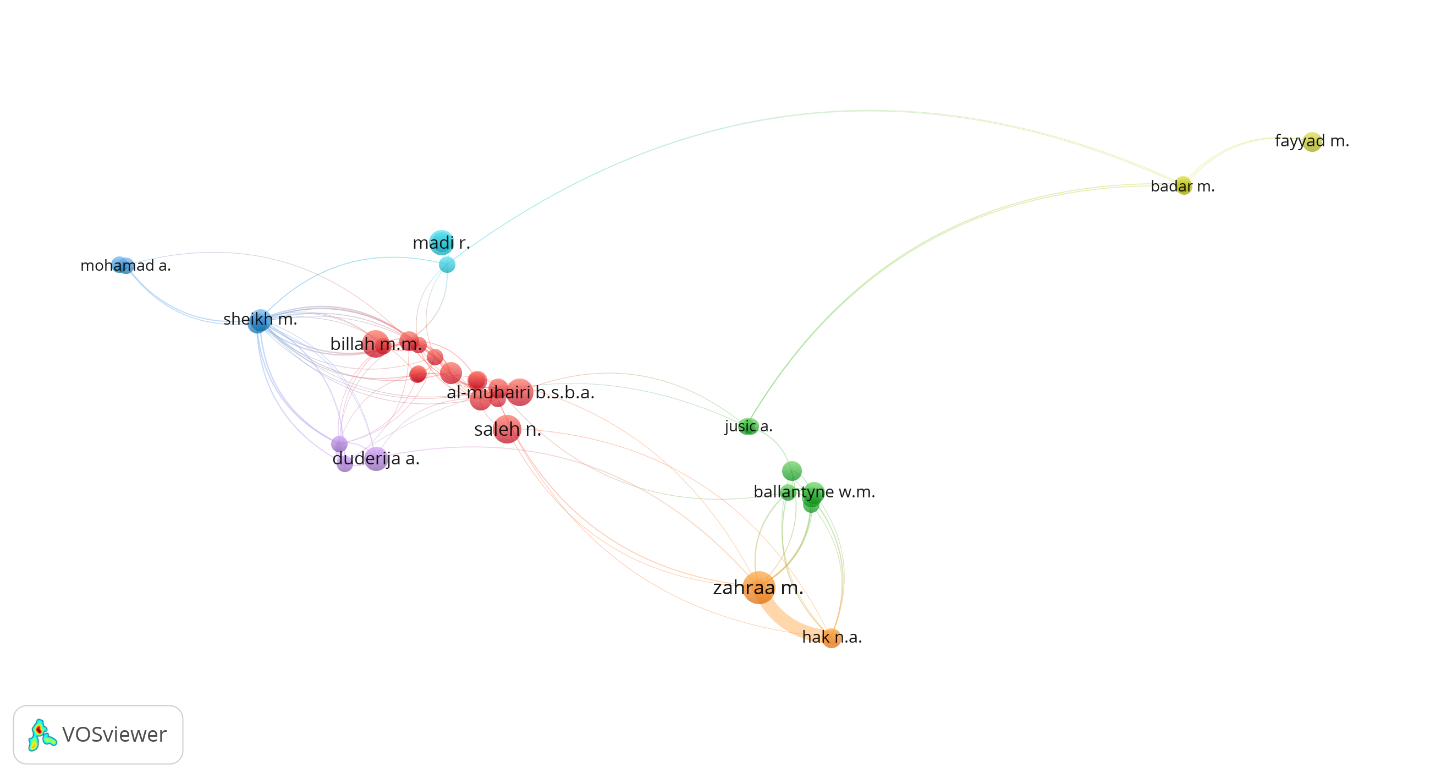 fayyad m.
badar m.
madi r.
mohamad a.
sheikh m.
billah m.m.
al-muhairi b.s.b.a.
jusic a.
saleh n.
duderija a.
ballantyne w.m.
zahraa m.
hak n.a.
VOSviewer